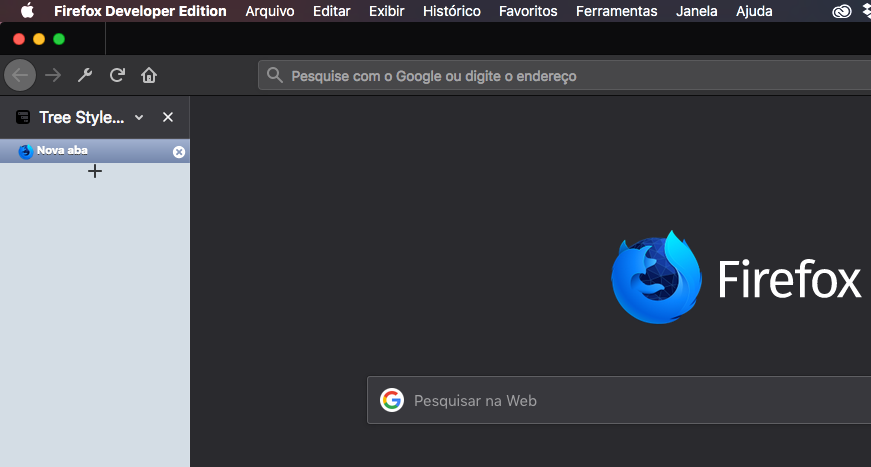 Firefox Developer Edition Arquivo Editar Exibir Histórico Favoritos Ferramentas Janela Ajuda
Pesquise com o Google ou digite o endereço
Tree Style...
Nova aba
Firefox
Pesquisar na Web